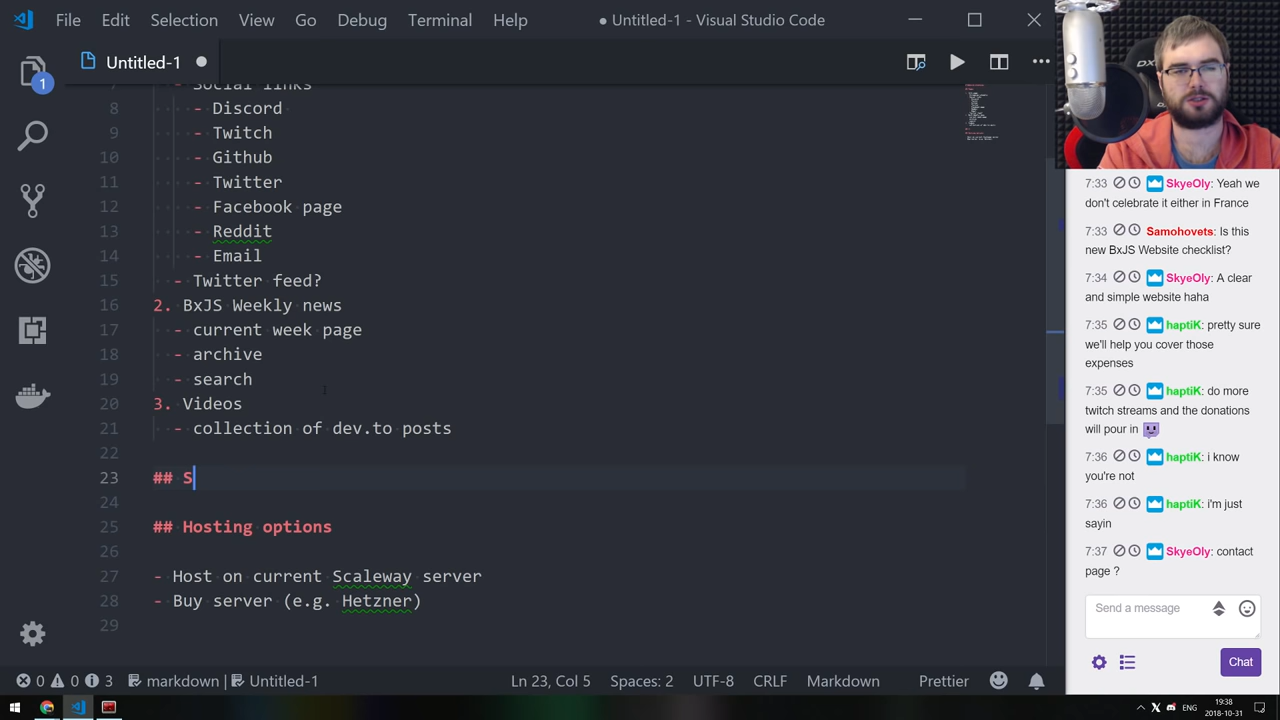 File Edit Selection View Go Debug Terminal Help
● Untitled-1 - Visual Studio Code
Untitled-1
1
7 - Social links
8 - Discord
9 - Twitch
10 - Github
11 - Twitter
12 - Facebook page
13 - Reddit
14 - Email
15 - Twitter feed?
16 2. BxJS Weekly news
17 - current week page
18 - archive
19 - search
20 3. Videos
21 - collection of dev.to posts
22
23 ## S
24
25 ## Hosting options
26
27 - Host on current Scaleway server
28 - Buy server (e.g. Hetzner)
29
0 0 3 markdown | Untitled-1 Ln 23, Col 5 Spaces: 2 UTF-8 CRLF Markdown Prettier
7:33 SkyeOly: Yeah we
don't celebrate it either in France
7:33 Samohovets: Is this
new BxJS Website checklist?
7:34 SkyeOly: A clear
and simple website haha
7:35 haptiK: pretty sure
we'll help you cover those
expenses
7:35 haptiK: do more
twitch streams and the donations
will pour in
7:36 haptiK: i know
you're not
7:36 haptiK: i'm just
sayin
7:37 SkyeOly: contact
page ?
Send a message
Chat
ENG
19:38
2018-10-31